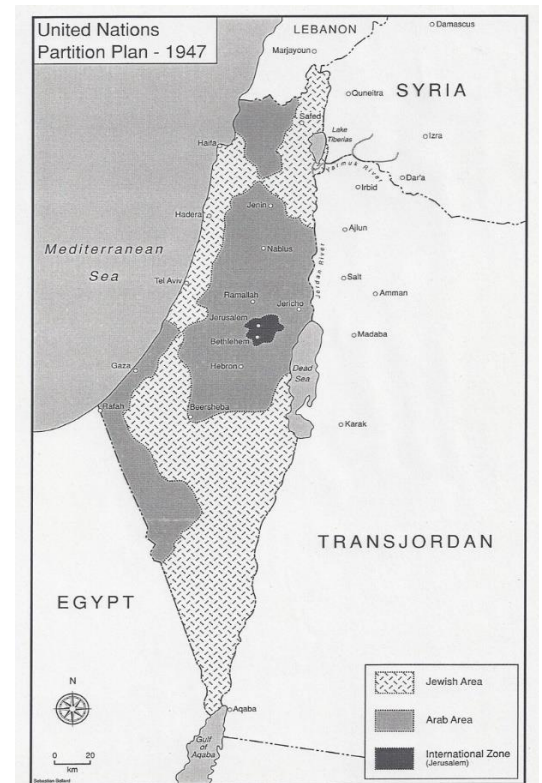 United Nations
Partition Plan - 1947
LEBANON
Damascus
Marjayoun
Quneitra
SYRIA
Safed
Lake
Tiberias
Izra
Haifa
Yarmuk River
Dar'a
Irbid
Jenin
Hadera
Ajlun
Mediterranean
Sea
Nablus
Jordan River
Tel Aviv
Salt
Ramallah
Amman
Jericho
Jerusalem
Madaba
Bethlehem
Gaza
Hebron
Dead
Sea
Rafah
Beersheba
Karak
TRANSJORDAN
EGYPT
N
Jewish Area
Arab Area
International Zone
(Jerusalem)
Aqaba
0 20
km
Gulf
of
Aqaba
Sebastian Ballard